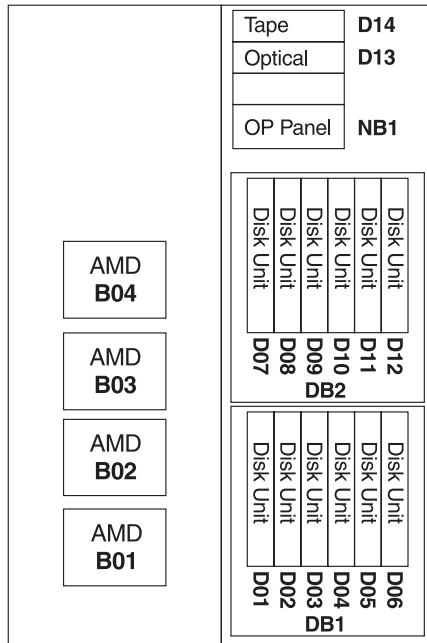 Tape D14
Optical D13
OP Panel NB1
Disk Unit
Disk Unit
Disk Unit
Disk Unit
Disk Unit
Disk Unit
D07 D08 D09 D10 D11 D12
DB2
AMD
B04
AMD
B03
AMD
B02
AMD
B01
Disk Unit
Disk Unit
Disk Unit
Disk Unit
Disk Unit
Disk Unit
D01 D02 D03 D04 D05 D06
DB1